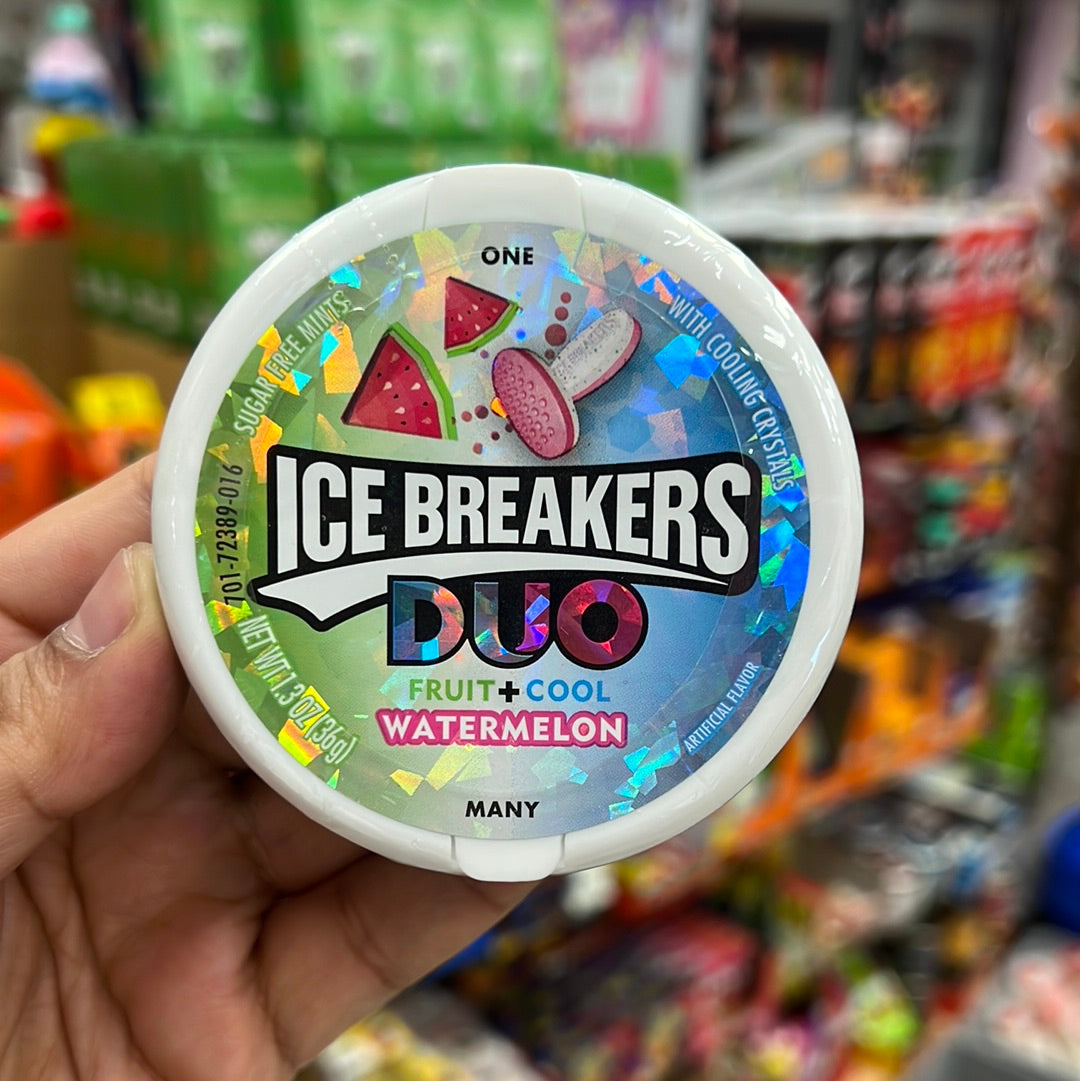 ONE
SUGAR FREE MINTS
WITH COOLING CRYSTALS
BREAKERS
ICE BREAKERS
DUO
FRUIT+COOL
WATERMELON
701-72389-016
NET WT 1.3 OZ (36g)
ARTIFICIAL FLAVOR
MANY